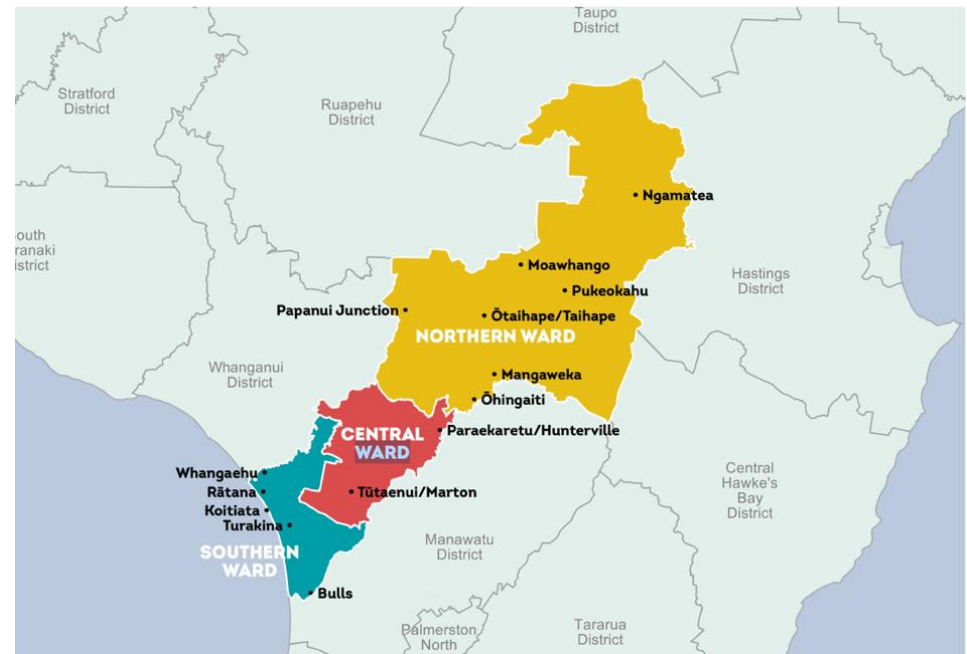 Taupo
District
Stratford
District
Ruapehu
District
• Ngamatea
outh
ranaki
istrict
• Moawhango
Hastings
District
• Pukeokahu
Papanui Junction •
• Ōtaihape/Taihape
NORTHERN WARD
Whanganui
District
• Mangaweka
• Ōhingaiti
CENTRAL
WARD
• Paraekaretu/Hunterville
Whangaehu •
Rātana •
• Tūtaenui/Marton
Koitiata •
Turakina •
Central
Hawke's
Bay
District
SOUTHERN
WARD
Manawatu
District
• Bulls
Palmerston
North
Tararua
District